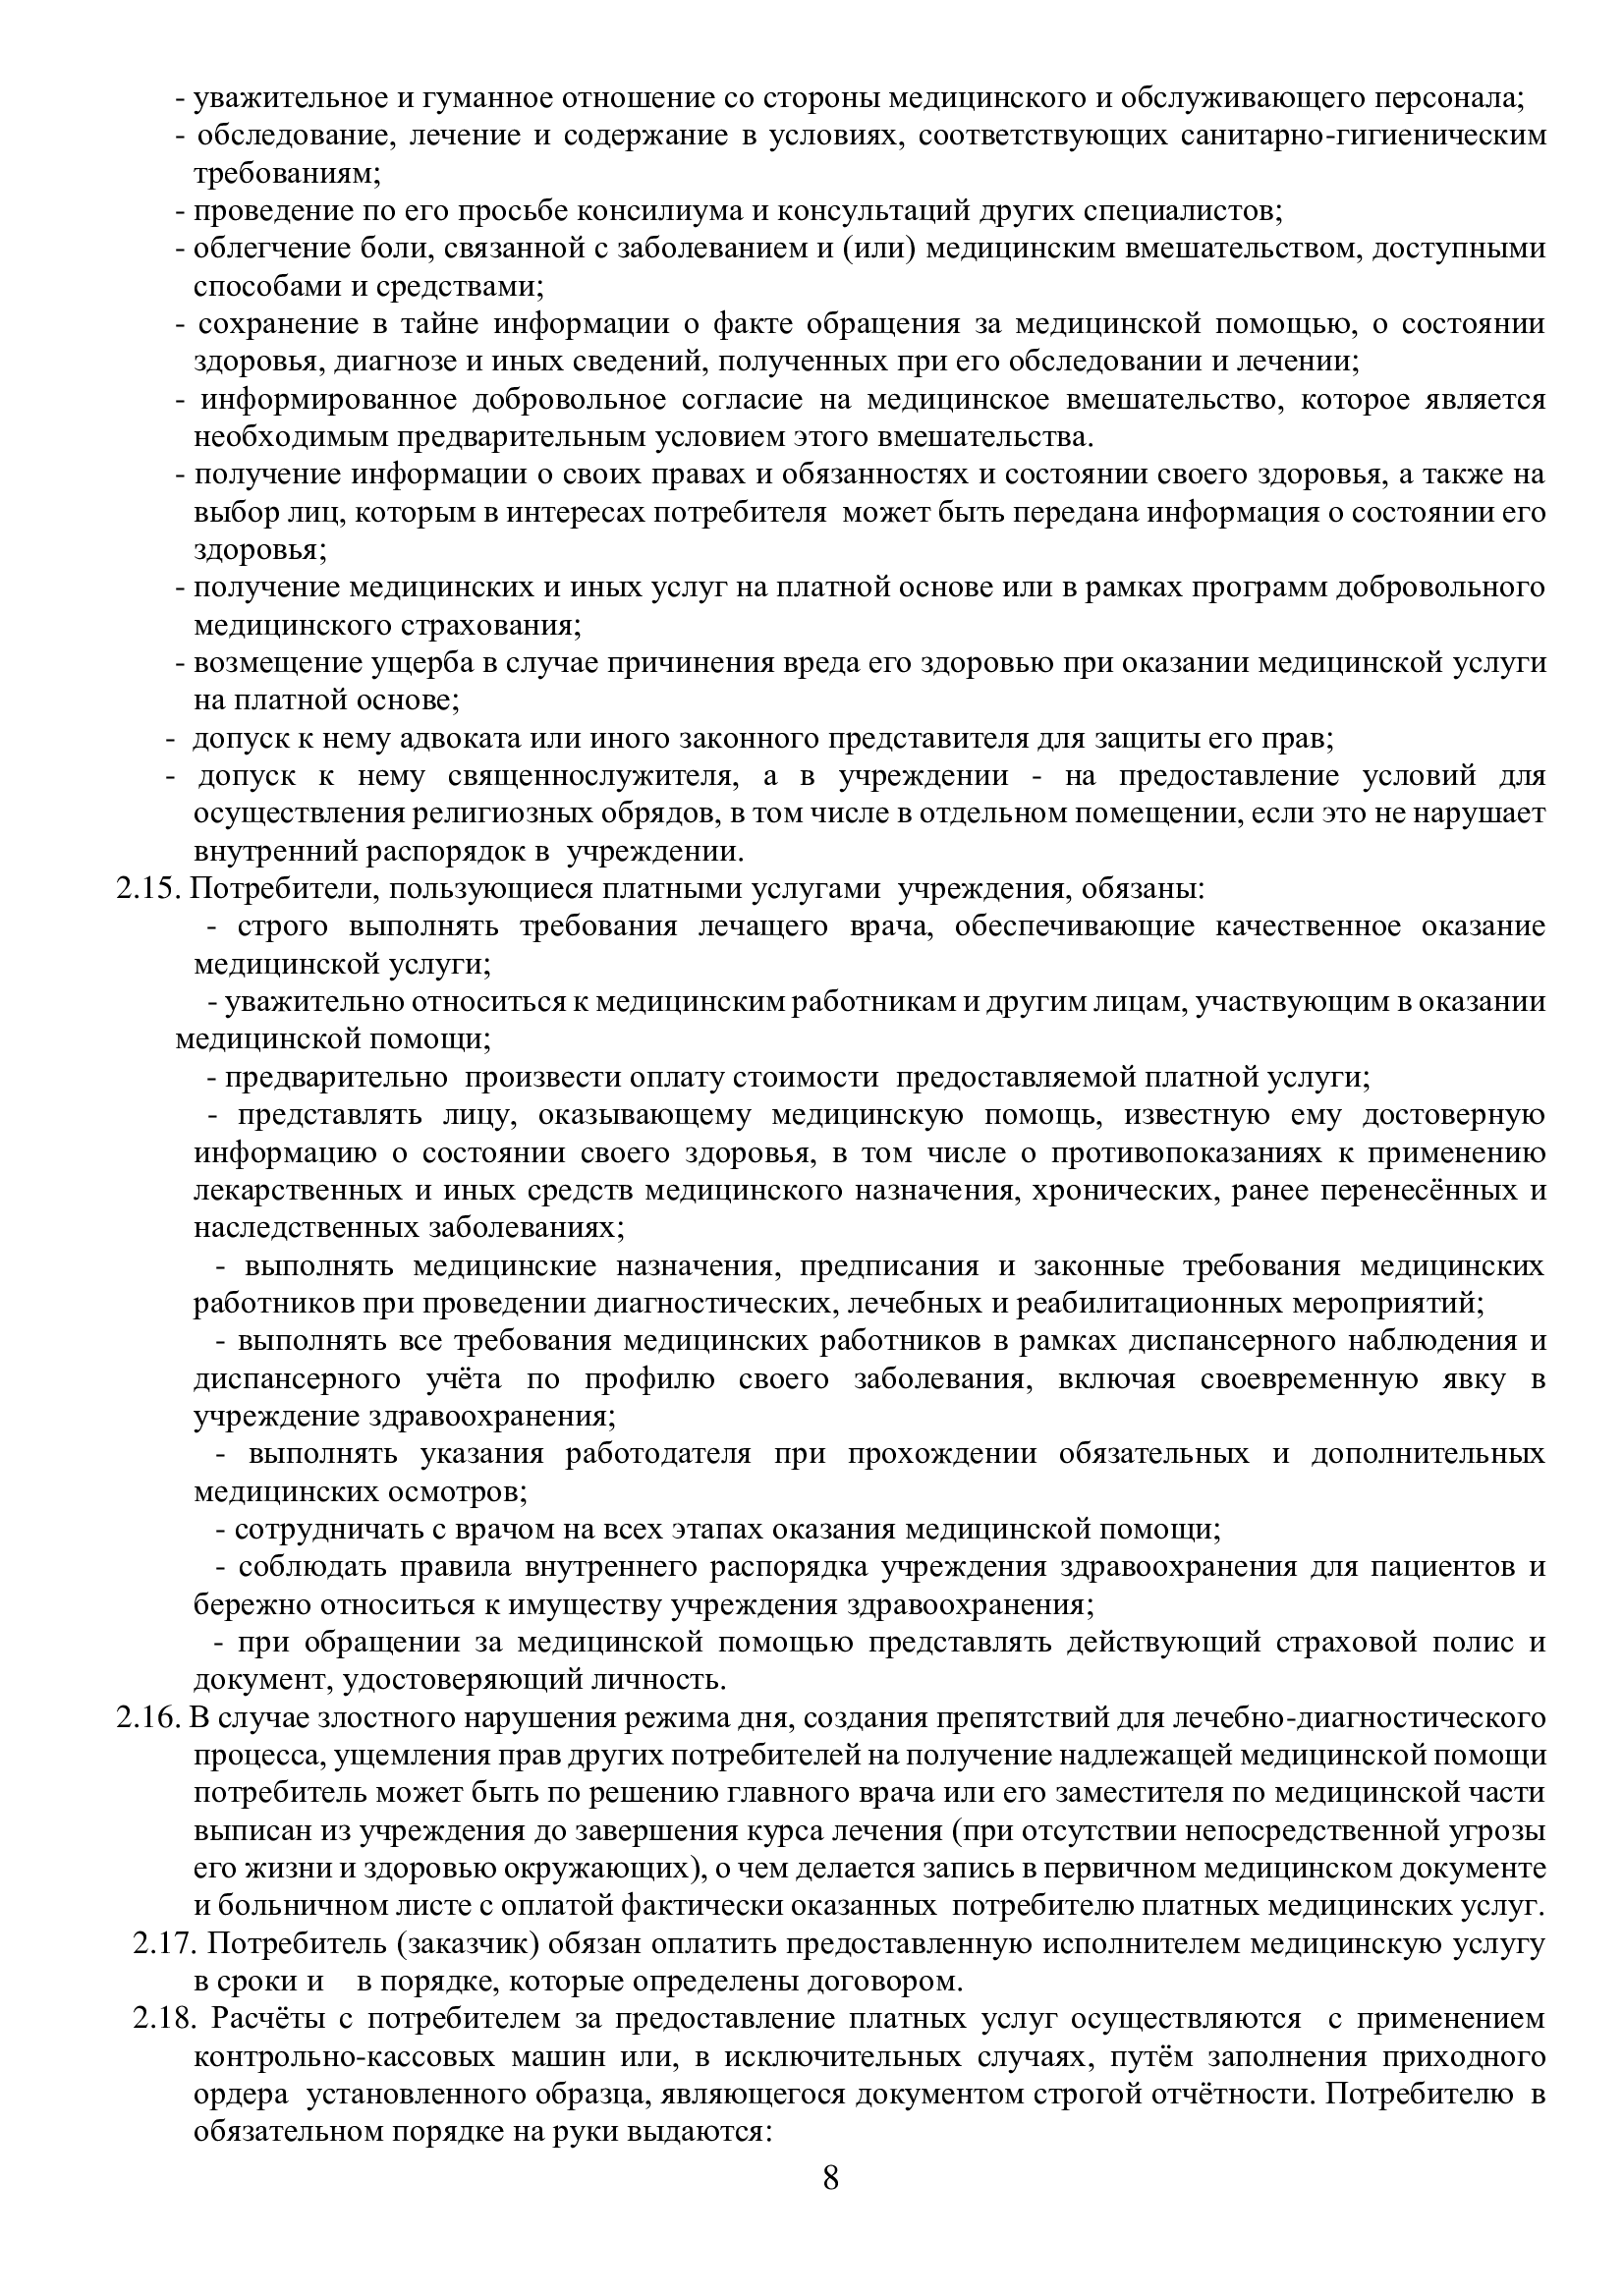 - уважительное и гуманное отношение со стороны медицинского и обслуживающего персонала;
- обследование, лечение и содержание в условиях, соответствующих санитарно-гигиеническим
требованиям;
- проведение по его просьбе консилиума и консультаций других специалистов;
- облегчение боли, связанной с заболеванием и (или) медицинским вмешательством, доступными
способами и средствами;
- сохранение в тайне информации о факте обращения за медицинской помощью, о состоянии
здоровья, диагнозе и иных сведений, полученных при его обследовании и лечении;
- информированное добровольное согласие на медицинское вмешательство, которое является
необходимым предварительным условием этого вмешательства.
- получение информации о своих правах и обязанностях и состоянии своего здоровья, а также на
выбор лиц, которым в интересах потребителя  может быть передана информация о состоянии его
здоровья;
- получение медицинских и иных услуг на платной основе или в рамках программ добровольного
медицинского страхования;
- возмещение ущерба в случае причинения вреда его здоровью при оказании медицинской услуги
на платной основе;
-  допуск к нему адвоката или иного законного представителя для защиты его прав;
-  допуск к нему священнослужителя, а в учреждении - на предоставление условий для
осуществления религиозных обрядов, в том числе в отдельном помещении, если это не нарушает
внутренний распорядок в  учреждении.
2.15. Потребители, пользующиеся платными услугами  учреждения, обязаны:
- строго выполнять требования лечащего врача, обеспечивающие качественное оказание
медицинской услуги;
- уважительно относиться к медицинским работникам и другим лицам, участвующим в оказании
медицинской помощи;
- предварительно  произвести оплату стоимости  предоставляемой платной услуги;
- представлять лицу, оказывающему медицинскую помощь, известную ему достоверную
информацию о состоянии своего здоровья, в том числе о противопоказаниях к применению
лекарственных и иных средств медицинского назначения, хронических, ранее перенесённых и
наследственных заболеваниях;
- выполнять медицинские назначения, предписания и законные требования медицинских
работников при проведении диагностических, лечебных и реабилитационных мероприятий;
- выполнять все требования медицинских работников в рамках диспансерного наблюдения и
диспансерного учёта по профилю своего заболевания, включая своевременную явку в
учреждение здравоохранения;
- выполнять указания работодателя при прохождении обязательных и дополнительных
медицинских осмотров;
- сотрудничать с врачом на всех этапах оказания медицинской помощи;
- соблюдать правила внутреннего распорядка учреждения здравоохранения для пациентов и
бережно относиться к имуществу учреждения здравоохранения;
- при обращении за медицинской помощью представлять действующий страховой полис и
документ, удостоверяющий личность.
2.16. В случае злостного нарушения режима дня, создания препятствий для лечебно-диагностического
процесса, ущемления прав других потребителей на получение надлежащей медицинской помощи
потребитель может быть по решению главного врача или его заместителя по медицинской части
выписан из учреждения до завершения курса лечения (при отсутствии непосредственной угрозы
его жизни и здоровью окружающих), о чем делается запись в первичном медицинском документе
и больничном листе с оплатой фактически оказанных  потребителю платных медицинских услуг.
2.17. Потребитель (заказчик) обязан оплатить предоставленную исполнителем медицинскую услугу
в сроки и    в порядке, которые определены договором.
2.18. Расчёты с потребителем за предоставление платных услуг осуществляются  с применением
контрольно-кассовых машин или, в исключительных случаях, путём заполнения приходного
ордера  установленного образца, являющегося документом строгой отчётности. Потребителю  в
обязательном порядке на руки выдаются:
8